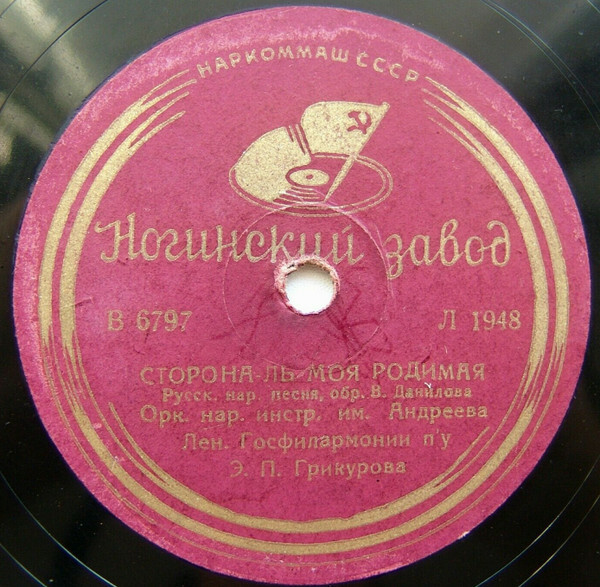 НАРКОММАШ СССР
Ногинский завод
В 6797 Л 1948
СТОРОНА-ЛЬ МОЯ РОДИМАЯ
Русск. нар. песня, обр. В. Данилова
Орк. нар. инстр. им. Андреева
Лен. Госфилармонии п/у
Э. П. Грикурова